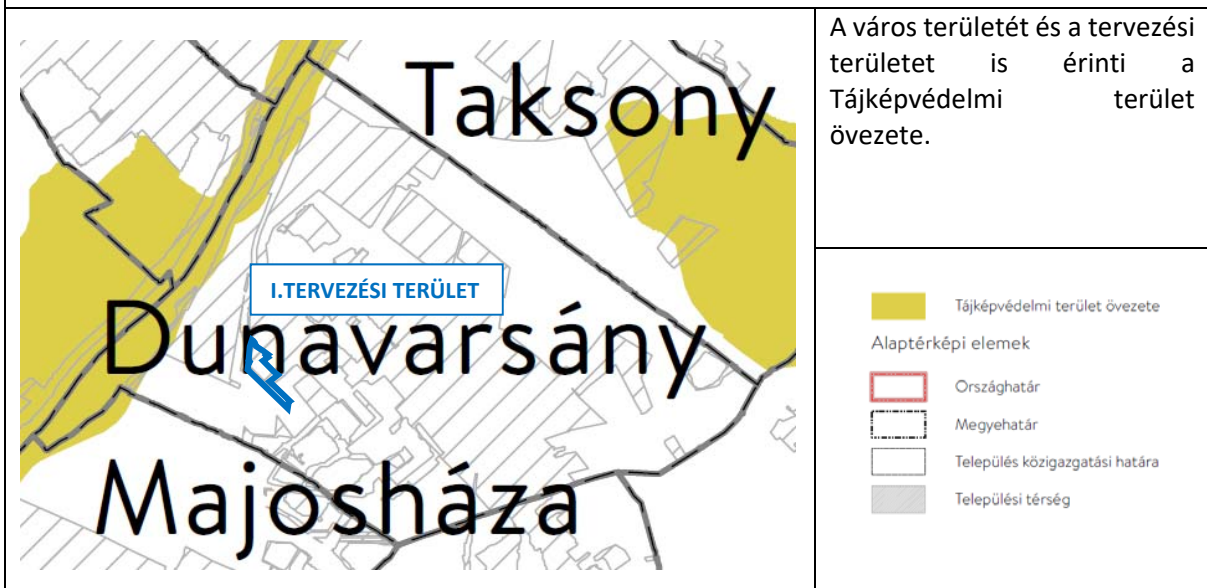 Taksony
I.TERVEZÉSI TERÜLET
Dunavarsány
Majosháza
A város területét és a tervezési
területet is érinti a
Tájképvédelmi terület
övezete.
Tájképvédelmi terület övezete
Alaptérképi elemek
Országhatár
Megyehatár
Település közigazgatási határa
Települési térség